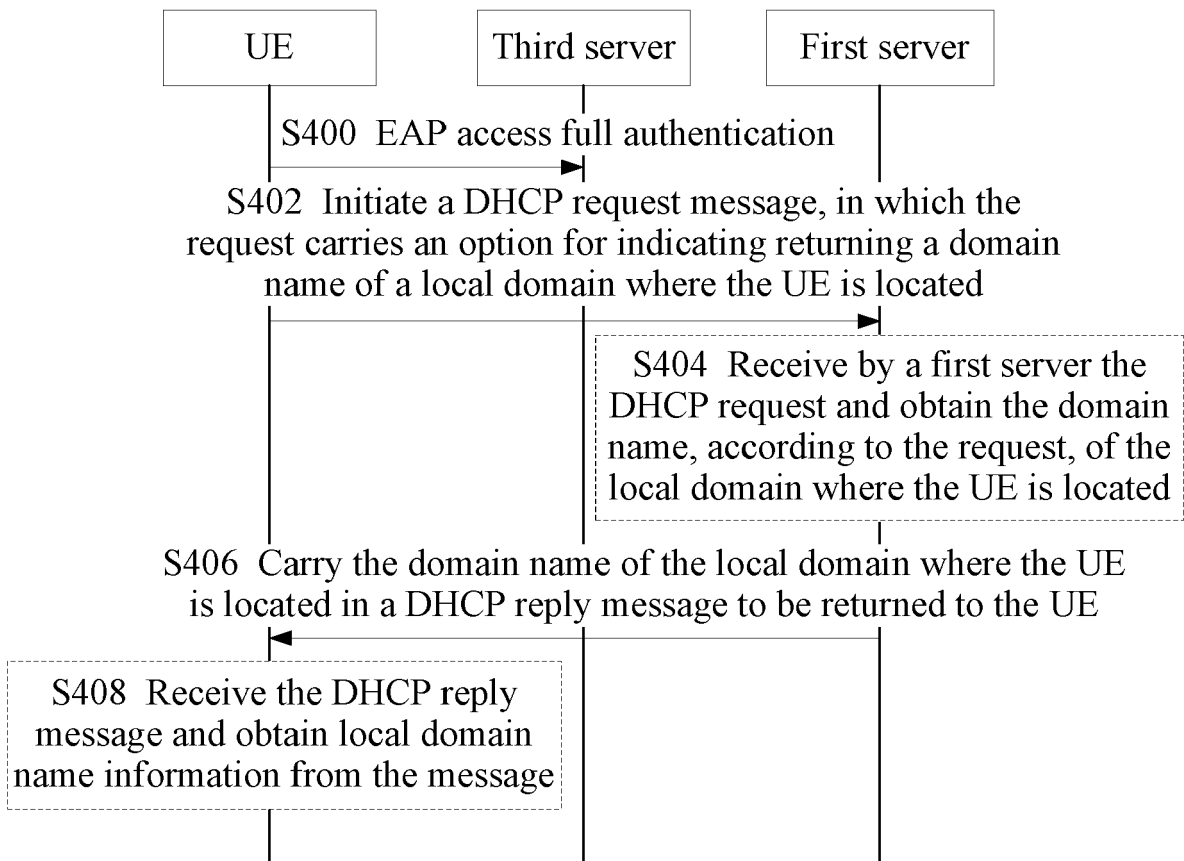 UE
Third server
First server
S400 EAP access full authentication
S402 Initiate a DHCP request message, in which the
request carries an option for indicating returning a domain
name of a local domain where the UE is located
S404 Receive by a first server the
DHCP request and obtain the domain
name, according to the request, of the
local domain where the UE is located
S406 Carry the domain name of the local domain where the UE
is located in a DHCP reply message to be returned to the UE
S408 Receive the DHCP reply
message and obtain local domain
name information from the message